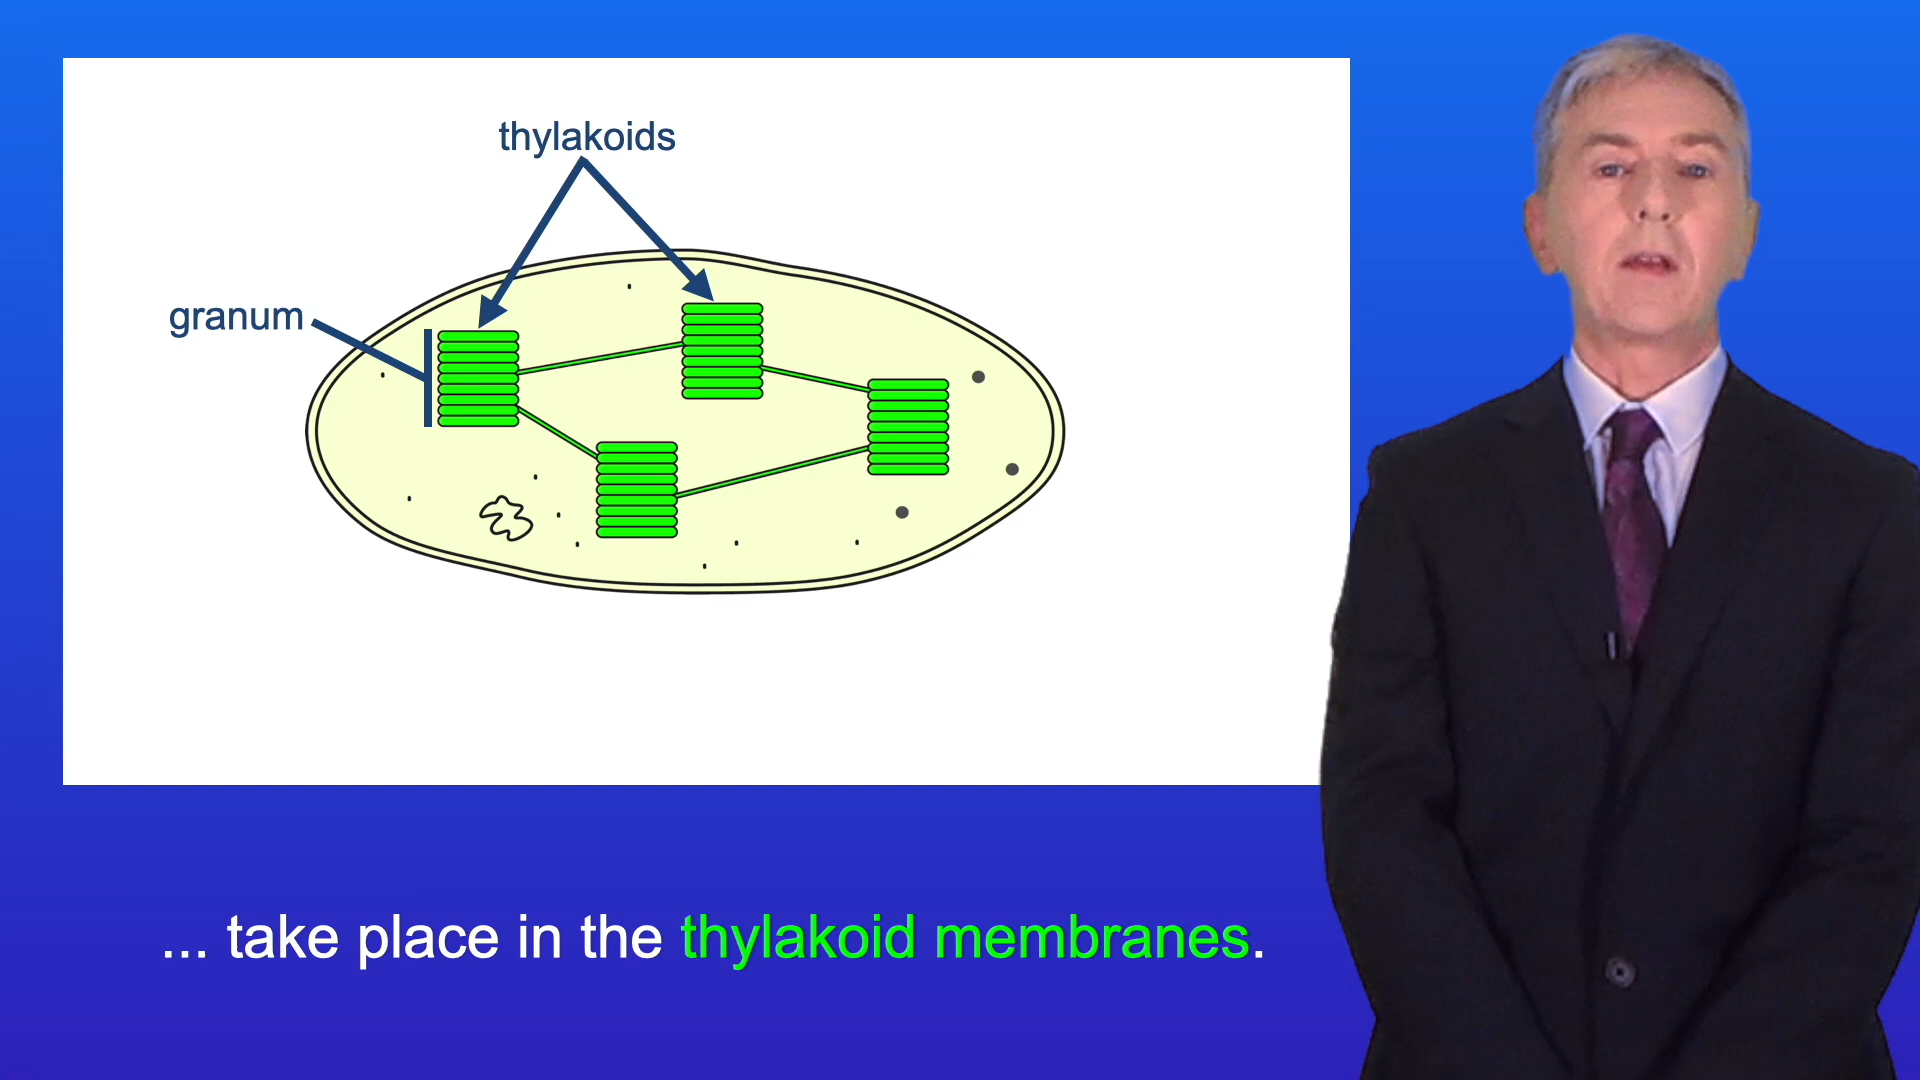 thylakoids
granum
... take place in the thylakoid membranes.